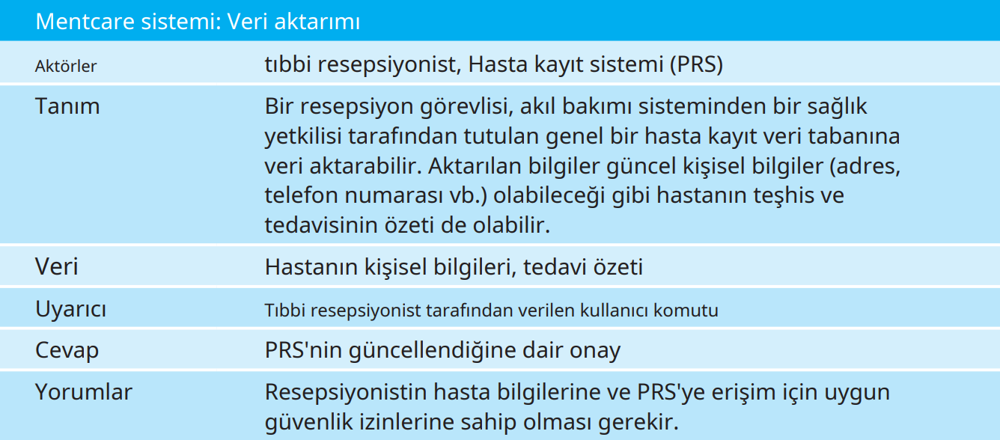 Mentcare sistemi: Veri aktarımı
Aktörler tıbbi resepsiyonist, Hasta kayıt sistemi (PRS)
Tanım Bir resepsiyon görevlisi, akıl bakımı sisteminden bir sağlık
yetkilisi tarafından tutulan genel bir hasta kayıt veri tabanına
veri aktarabilir. Aktarılan bilgiler güncel kişisel bilgiler (adres,
telefon numarası vb.) olabileceği gibi hastanın teşhis ve
tedavisinin özeti de olabilir.
Veri Hastanın kişisel bilgileri, tedavi özeti
Uyarıcı Tıbbi resepsiyonist tarafından verilen kullanıcı komutu
Cevap PRS'nin güncellendiğine dair onay
Yorumlar Resepsiyonistin hasta bilgilerine ve PRS'ye erişim için uygun
güvenlik izinlerine sahip olması gerekir.